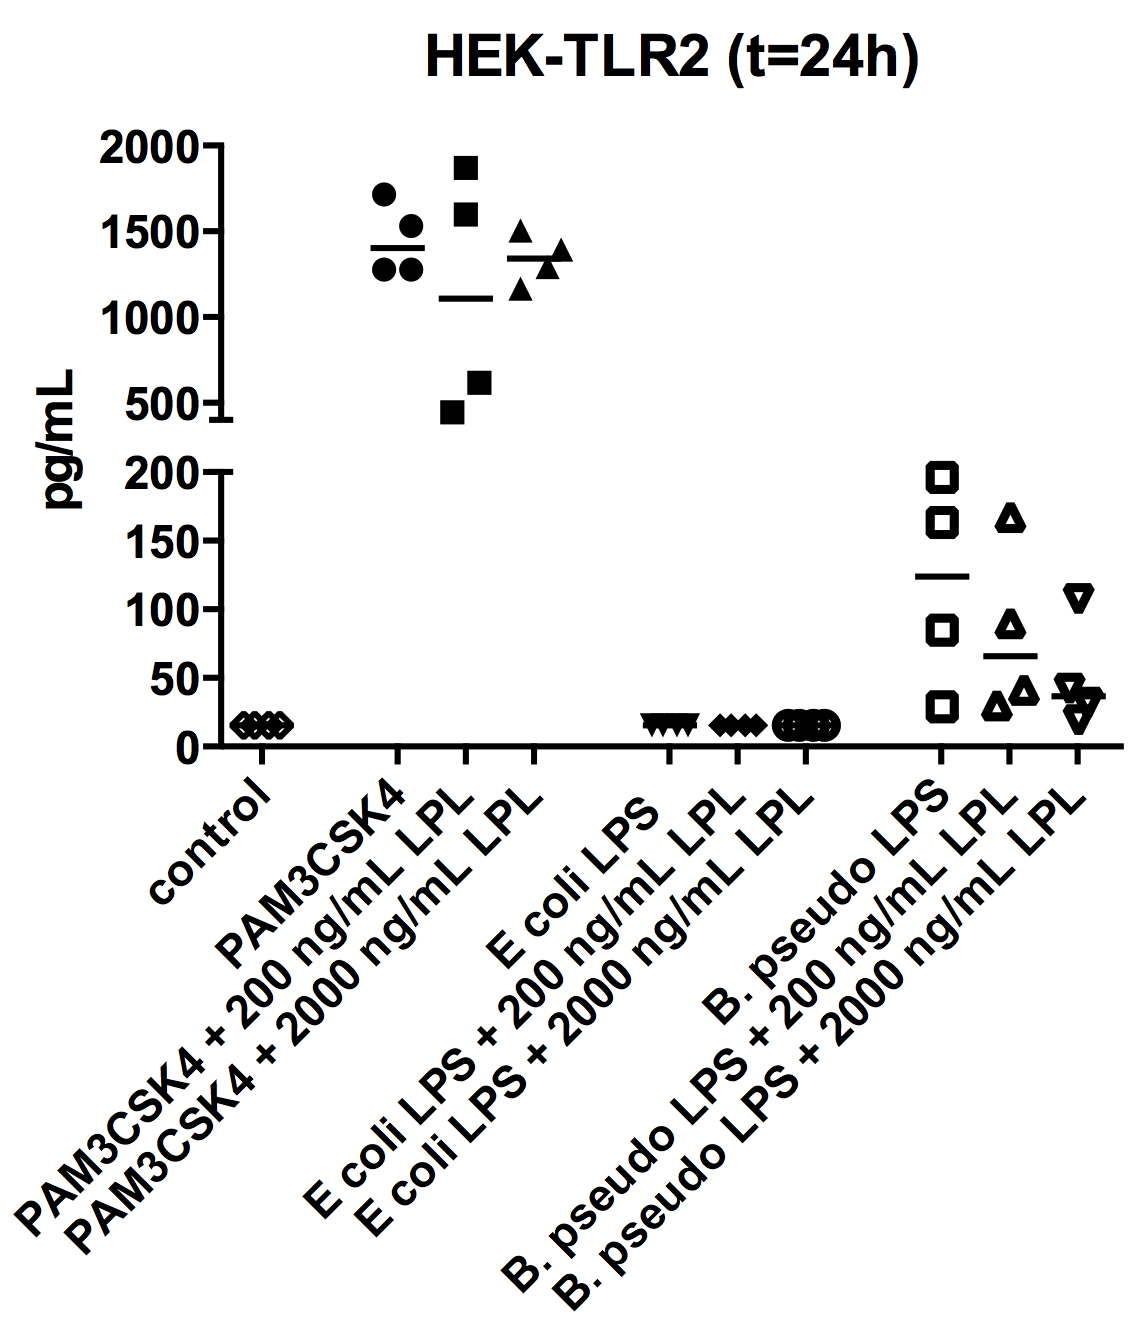 HEK-TLR2 (t=24h)
pg/mL
2000
1500
1000
500
200
150
100
50
0
control
PAM3CSK4
PAM3CSK4 + 200 ng/mL LPL
PAM3CSK4 + 2000 ng/mL LPL
E coli LPS
E coli LPS + 200 ng/mL LPL
E coli LPS + 2000 ng/mL LPL
B. pseudo LPS
B. pseudo LPS + 200 ng/mL LPL
B. pseudo LPS + 2000 ng/mL LPL